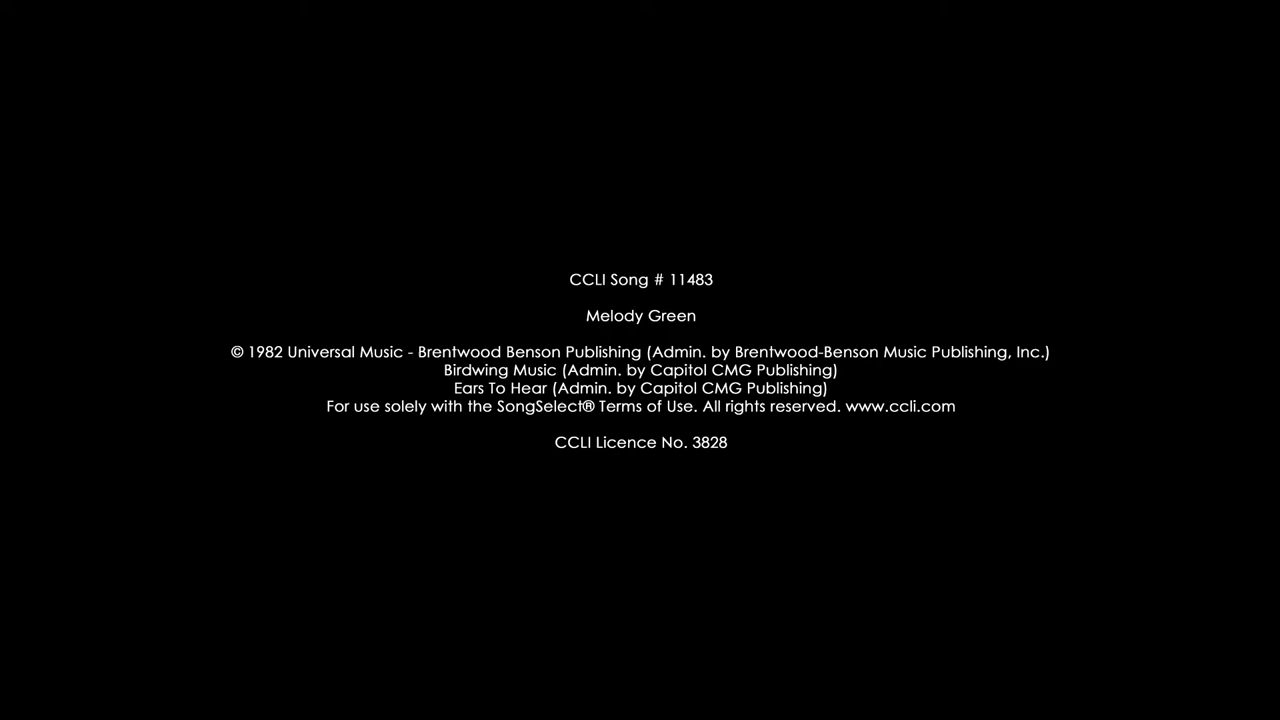 CCLI Song # 11483
Melody Green
© 1982 Universal Music - Brentwood Benson Publishing (Admin. by Brentwood-Benson Music Publishing, Inc.)
Birdwing Music (Admin. by Capitol CMG Publishing)
Ears To Hear (Admin. by Capitol CMG Publishing)
For use solely with the SongSelect® Terms of Use. All rights reserved. www.ccli.com
CCLI Licence No. 3828